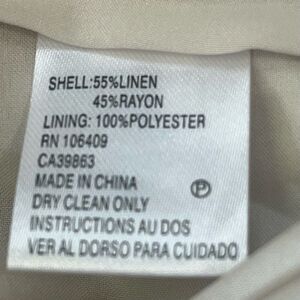 SHELL:55%LINEN
45%RAYON
LINING: 100%POLYESTER
RN 106409
CA39863
MADE IN CHINA
DRY CLEAN ONLY
P
INSTRUCTIONS AU DOS
VER AL DORSO PARA CUIDADO